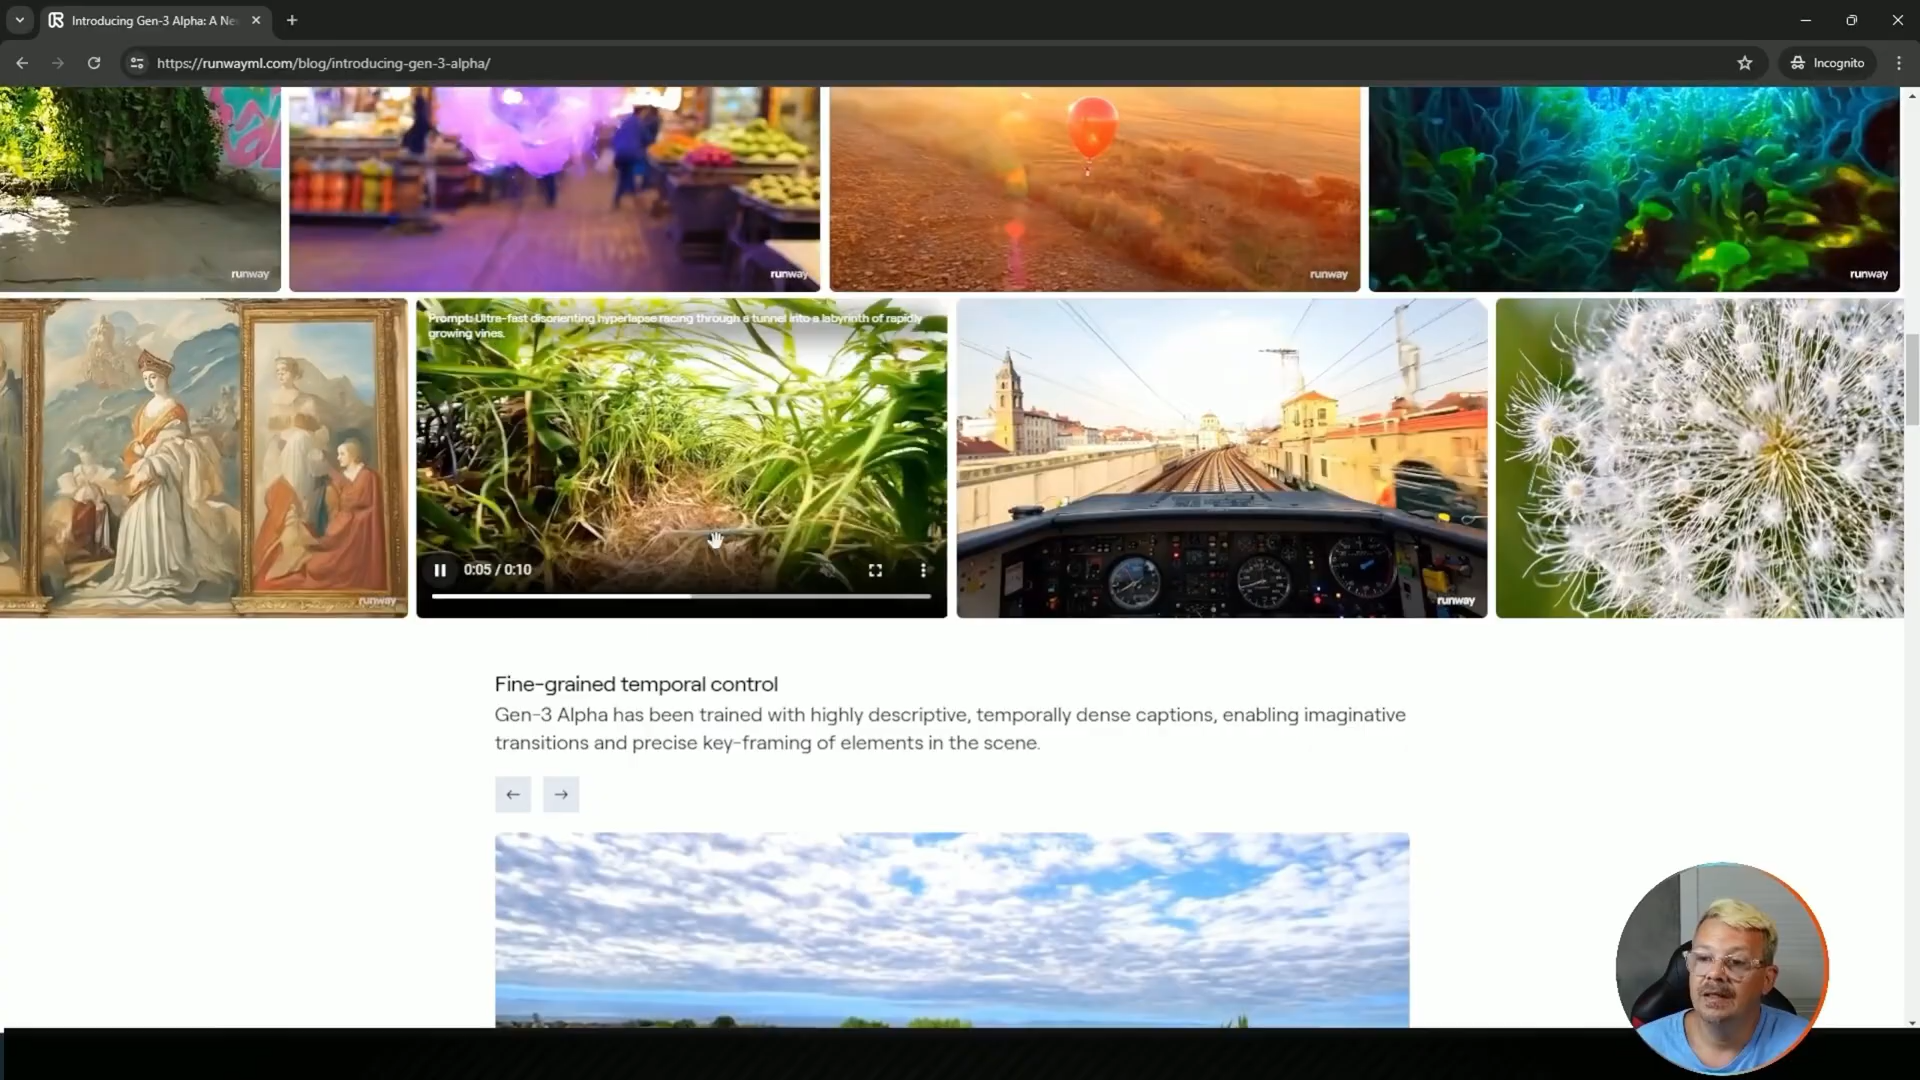 Introducing Gen-3 Alpha: A Ne
https://runwayml.com/blog/introducing-gen-3-alpha/
Incognito
runway
runway
runway
runway
Prompt: Ultra-fast disorienting hyperlapse racing through a tunnel into a labyrinth of rapidly
growing vines.
0:05 / 0:10
runway
runway
Fine-grained temporal control
Gen-3 Alpha has been trained with highly descriptive, temporally dense captions, enabling imaginative
transitions and precise key-framing of elements in the scene.